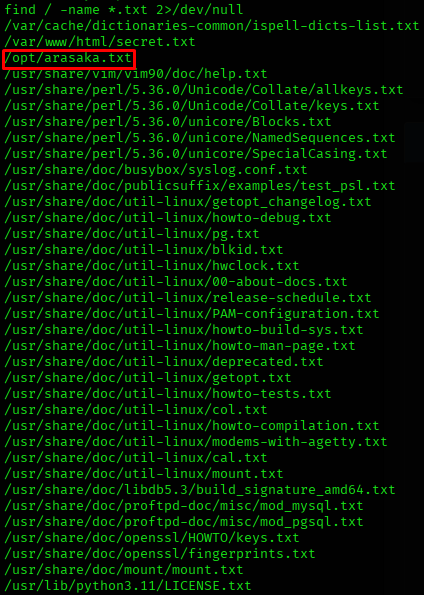 find / -name *.txt 2>/dev/null
/var/cache/dictionaries-common/ispell-dicts-list.txt
/var/www/html/secret.txt
/opt/arasaka.txt
/usr/share/vim/vim90/doc/help.txt
/usr/share/perl/5.36.0/Unicode/Collate/allkeys.txt
/usr/share/perl/5.36.0/Unicode/Collate/keys.txt
/usr/share/perl/5.36.0/unicore/Blocks.txt
/usr/share/perl/5.36.0/unicore/NamedSequences.txt
/usr/share/perl/5.36.0/unicore/SpecialCasing.txt
/usr/share/doc/busybox/syslog.conf.txt
/usr/share/doc/publicsuffix/examples/test_psl.txt
/usr/share/doc/util-linux/getopt_changelog.txt
/usr/share/doc/util-linux/howto-debug.txt
/usr/share/doc/util-linux/pg.txt
/usr/share/doc/util-linux/blkid.txt
/usr/share/doc/util-linux/hwclock.txt
/usr/share/doc/util-linux/00-about-docs.txt
/usr/share/doc/util-linux/release-schedule.txt
/usr/share/doc/util-linux/PAM-configuration.txt
/usr/share/doc/util-linux/howto-build-sys.txt
/usr/share/doc/util-linux/howto-man-page.txt
/usr/share/doc/util-linux/deprecated.txt
/usr/share/doc/util-linux/getopt.txt
/usr/share/doc/util-linux/howto-tests.txt
/usr/share/doc/util-linux/col.txt
/usr/share/doc/util-linux/howto-compilation.txt
/usr/share/doc/util-linux/modems-with-agetty.txt
/usr/share/doc/util-linux/cal.txt
/usr/share/doc/util-linux/mount.txt
/usr/share/doc/libdb5.3/build_signature_amd64.txt
/usr/share/doc/proftpd-doc/misc/mod_mysql.txt
/usr/share/doc/proftpd-doc/misc/mod_pgsql.txt
/usr/share/doc/openssl/HOWTO/keys.txt
/usr/share/doc/openssl/fingerprints.txt
/usr/share/doc/mount/mount.txt
/usr/lib/python3.11/LICENSE.txt